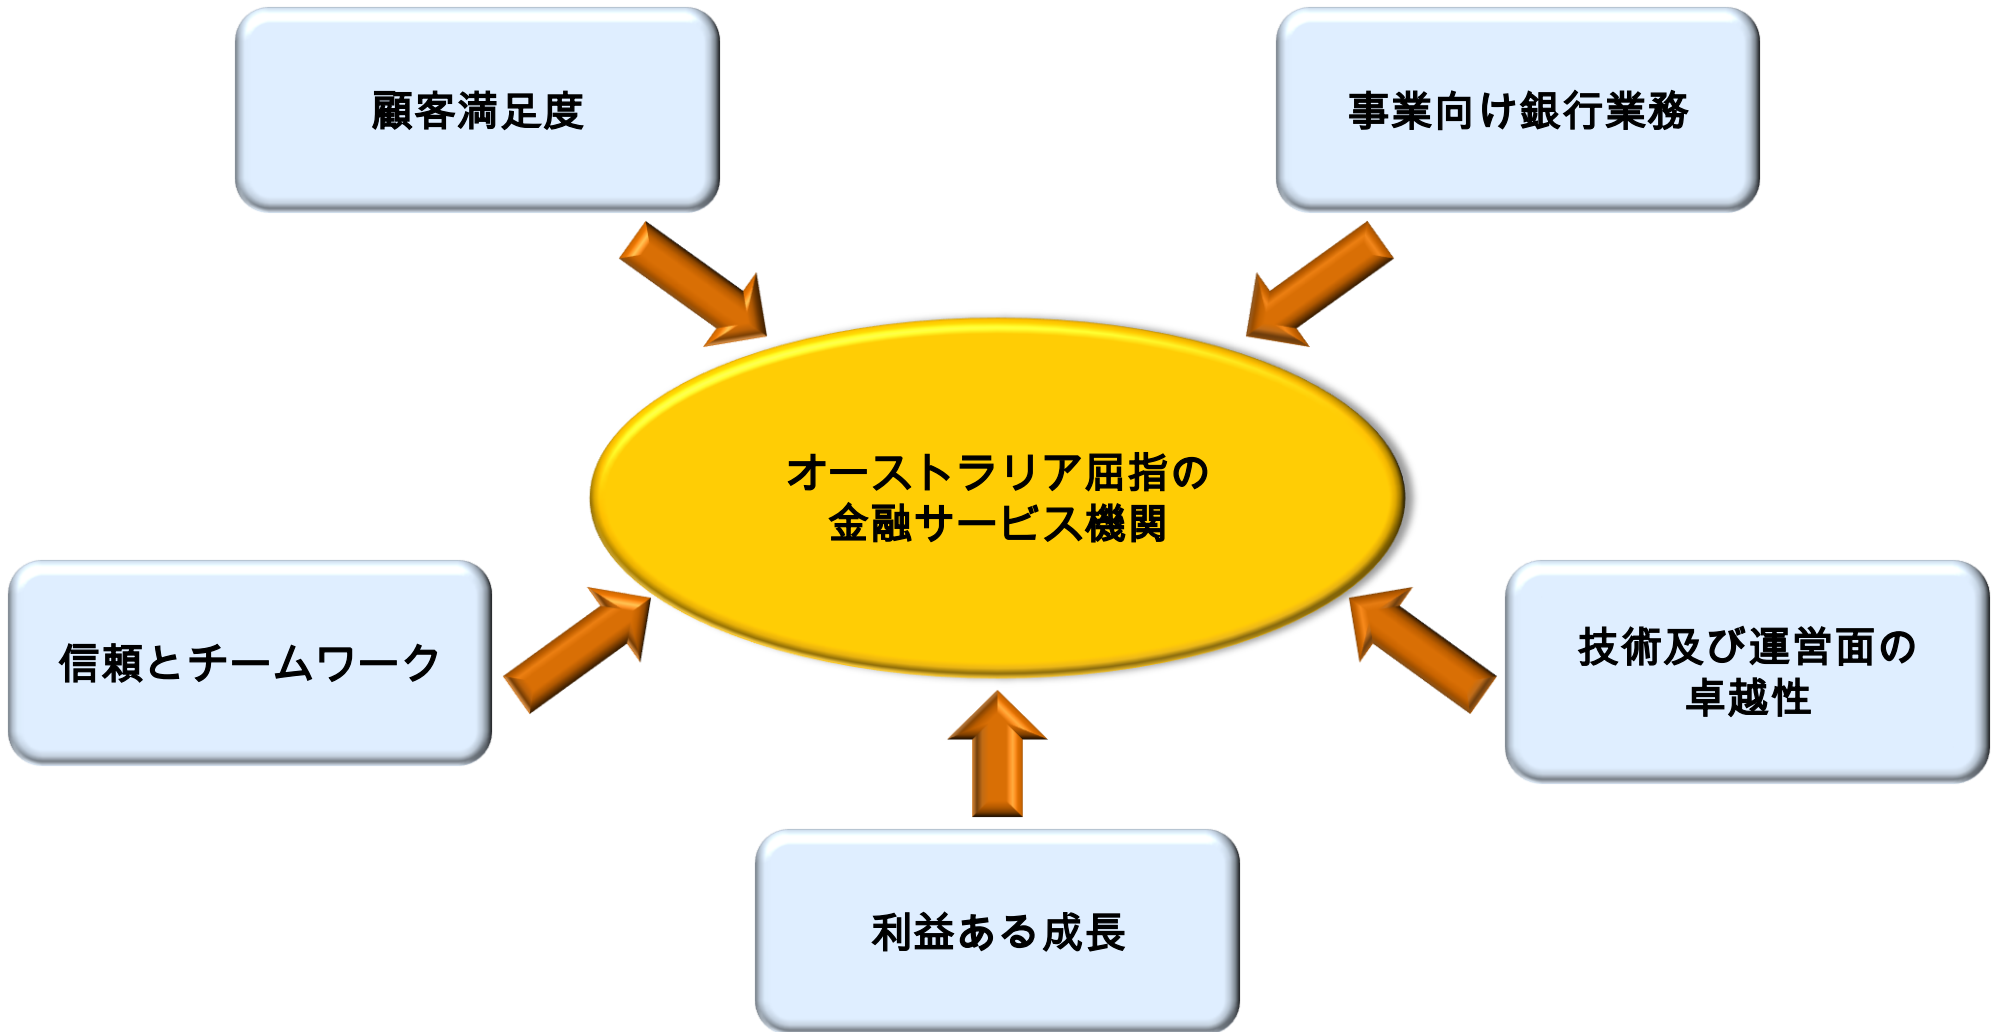 顧客満足度
事業向け銀行業務
オーストラリア屈指の
金融サービス機関
信頼とチームワーク
技術及び運営面の
卓越性
利益ある成長